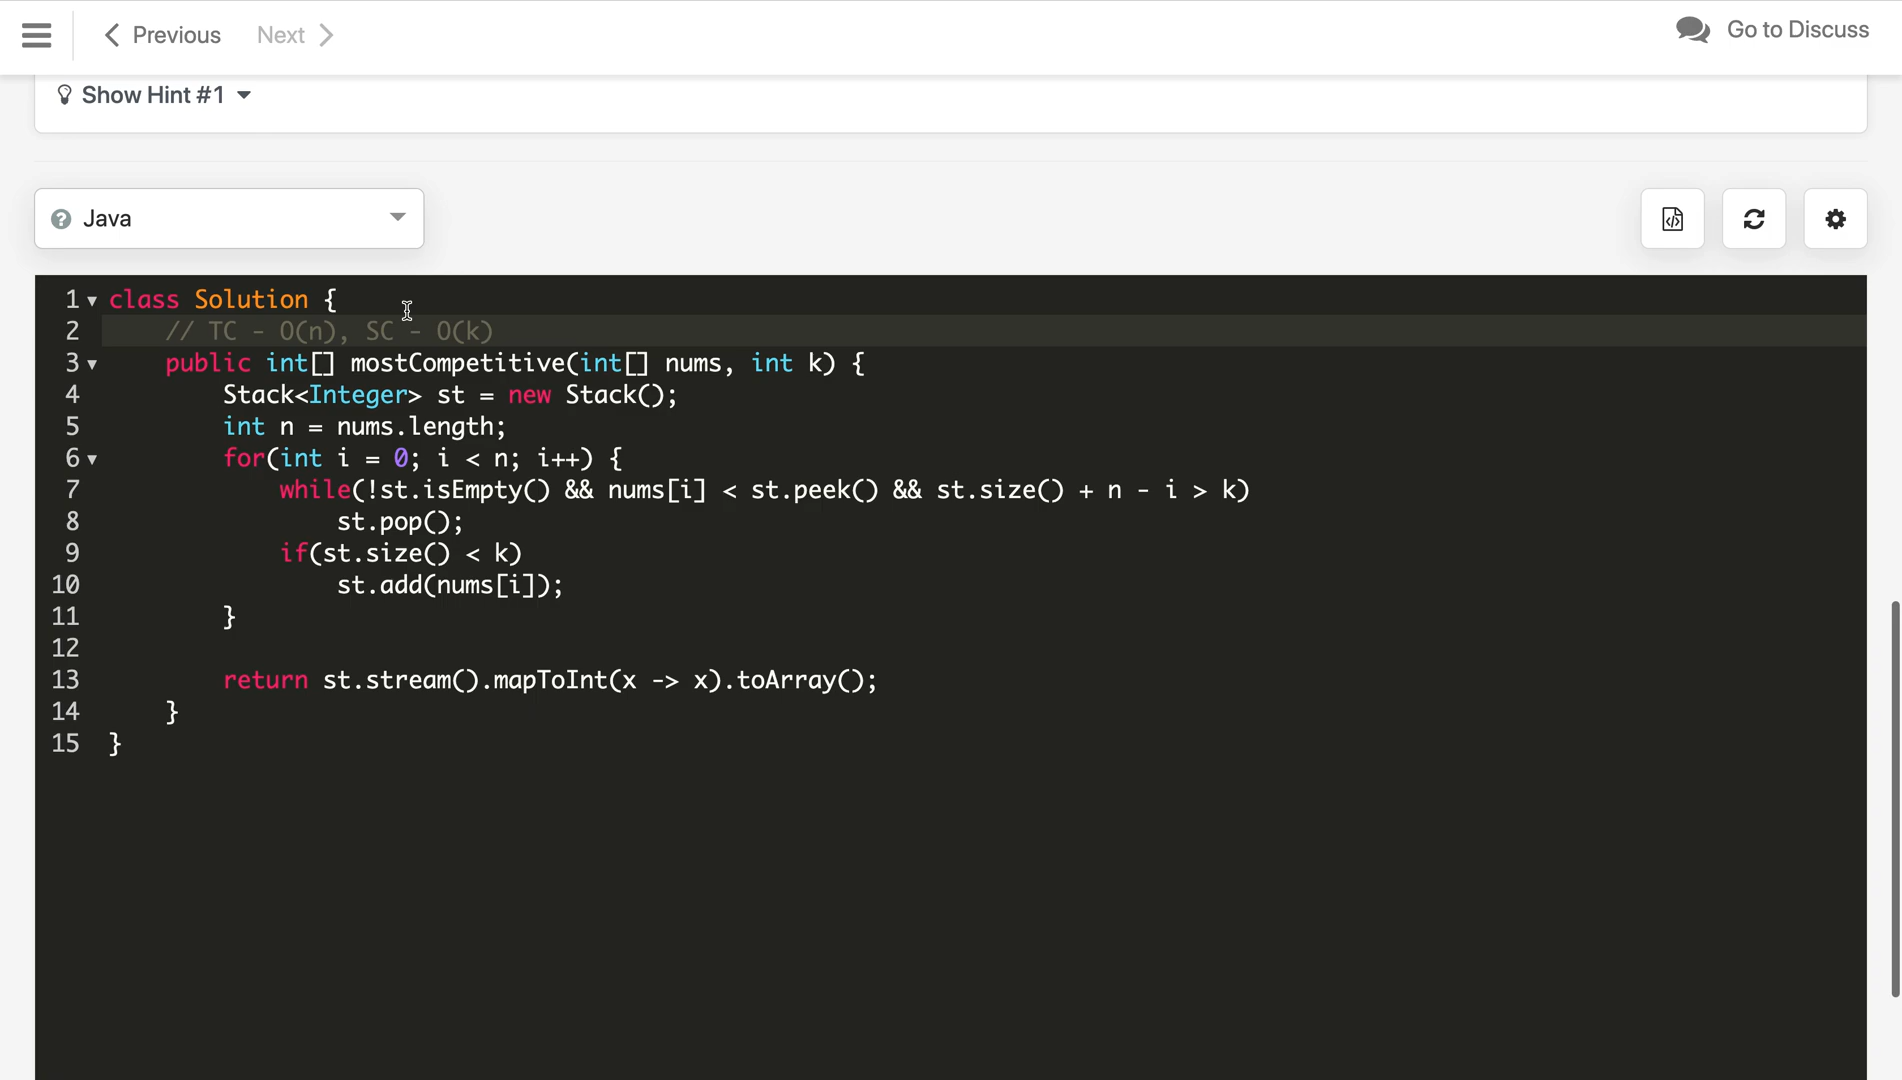 Previous Next Go to Discuss
Show Hint #1
Java
1 class Solution {
2 // TC - O(n), SC - O(k)
3 public int[] mostCompetitive(int[] nums, int k) {
4 Stack<Integer> st = new Stack();
5 int n = nums.length;
6 for(int i = 0; i < n; i++) {
7 while(!st.isEmpty() && nums[i] < st.peek() && st.size() + n - i > k)
8 st.pop();
9 if(st.size() < k)
10 st.add(nums[i]);
11 }
12
13 return st.stream().mapToInt(x -> x).toArray();
14 }
15 }